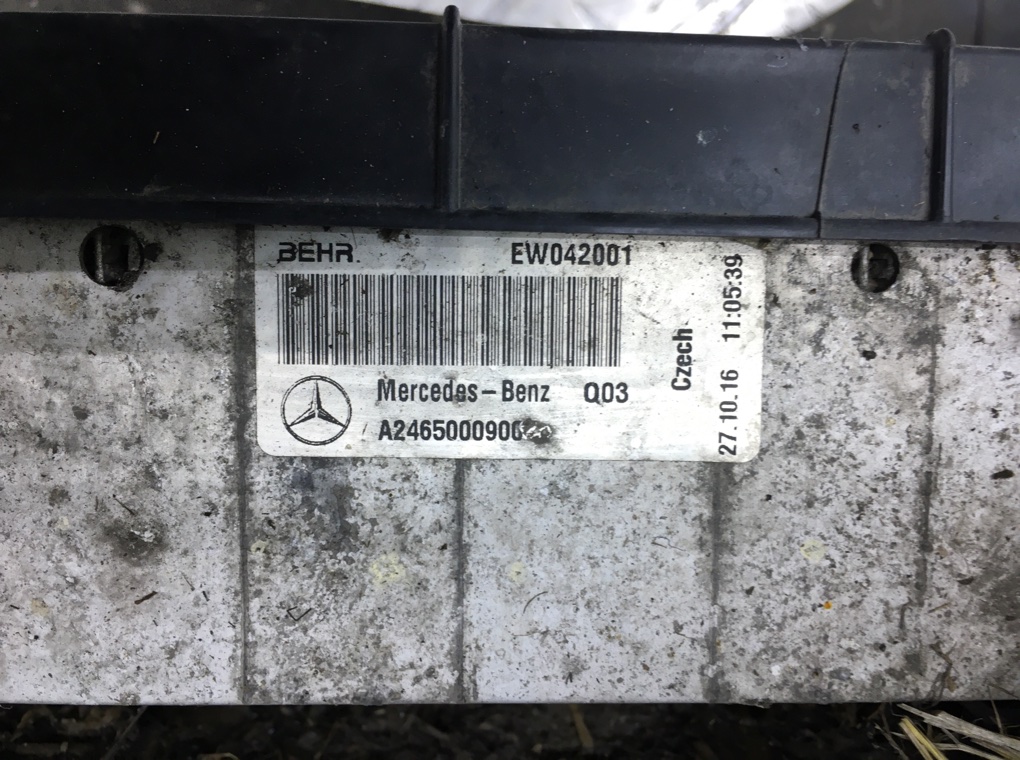 BEHR EW042001
Mercedes-Benz Q03
A2465000900
Czech
27.10.16 11:05:39